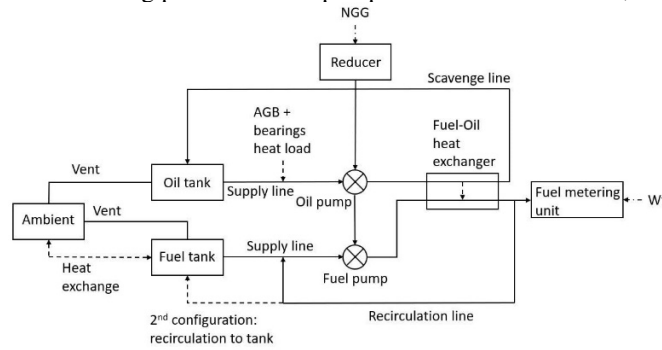 NGG
Reducer
Scavenge line
AGB +
bearings
heat load
Fuel-Oil
heat
exchanger
Vent
Oil tank
Supply line
Oil pump
Fuel metering
unit
W
Ambient
Vent
Fuel tank
Supply line
Fuel pump
Heat
exchange
Recirculation line
2nd configuration:
recirculation to tank